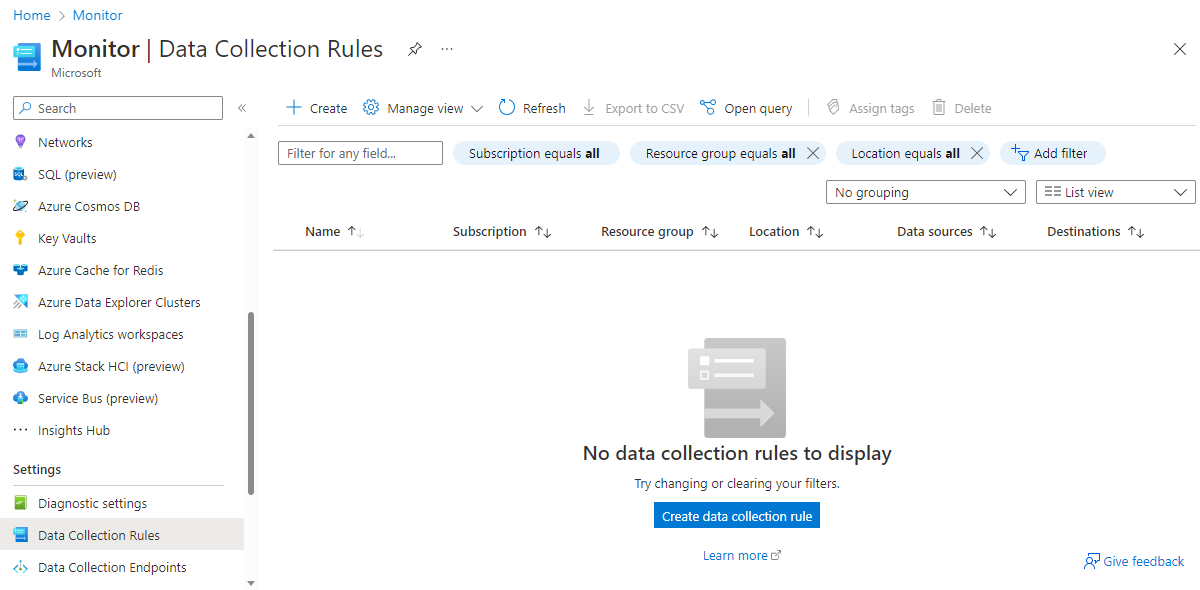 Home > Monitor
Monitor | Data Collection Rules ...
Microsoft
Search «
Networks
SQL (preview)
Azure Cosmos DB
Key Vaults
Azure Cache for Redis
Azure Data Explorer Clusters
Log Analytics workspaces
Azure Stack HCI (preview)
Service Bus (preview)
Insights Hub
Settings
Diagnostic settings
Data Collection Rules
Data Collection Endpoints
Create Manage view Refresh Export to CSV Open query Assign tags Delete
Filter for any field... Subscription equals all Resource group equals all Location equals all Add filter
No grouping List view
Name Subscription Resource group Location Data sources Destinations
No data collection rules to display
Try changing or clearing your filters.
Create data collection rule
Learn more
Give feedback